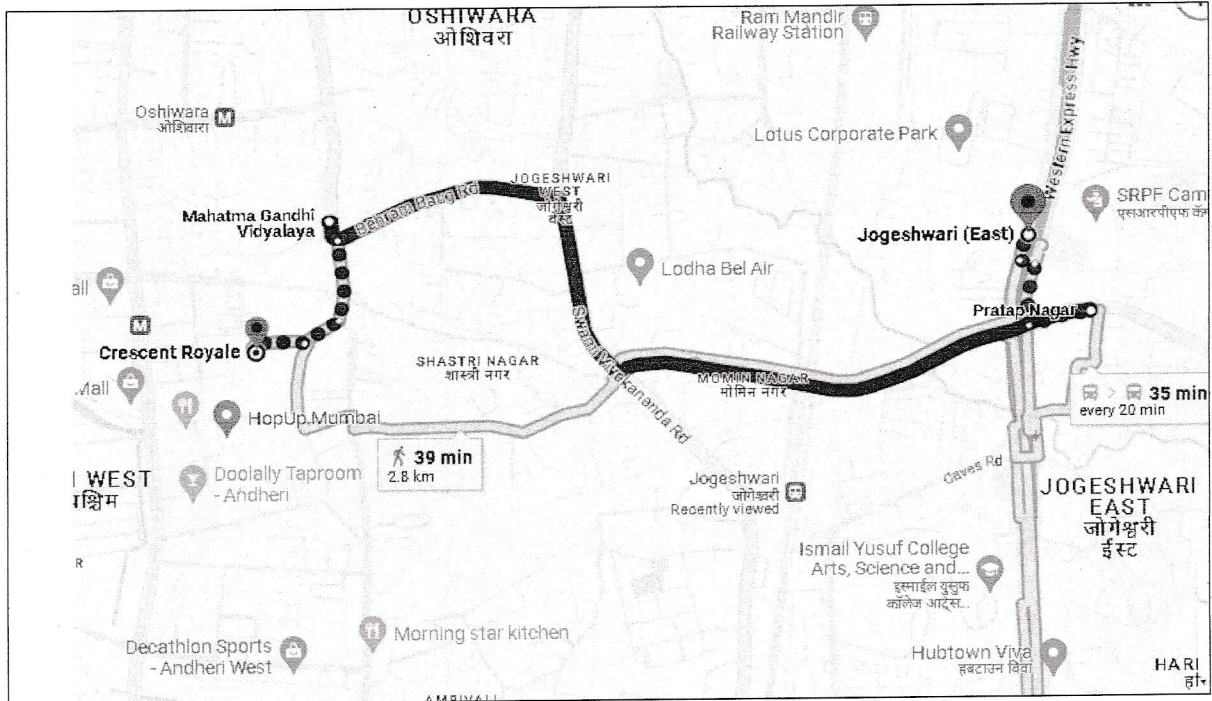 OSHIWARA
ओशिवरा
Ram Mandir
Railway Station
Western Express Hwy
Oshiwara
ओशिवारा
Lotus Corporate Park
JOGESHWARI
WEST
जोगेश्वरी
वेस्ट
Behram Baug Rd
SRPF Cam
एसआरपीएफ कॅम
Mahatma Gandhi
Vidyalaya
Jogeshwari (East)
Lodha Bel Air
all
Pratap Nagar
Swami Vivekananda Rd
Crescent Royale
SHASTRI NAGAR
शास्त्री नगर
MOMIN NAGAR
मोमिन नगर
Mall
35 min
every 20 min
HopUp Mumbai
39 min
2.8 km
WEST
Doolally Taproom
- Andheri
Jogeshwari
जोगेश्वरी
Recently viewed
Caves Rd
JOGESHWARI
EAST
जोगेश्वरी
ईस्ट
R
Ismail Yusuf College
Arts, Science and...
इस्माईल युसुफ
कॉलेज आर्ट्स...
Morning star kitchen
Decathlon Sports
- Andheri West
Hubtown Viva
हबटाउन विवा
HARI
AMBIVALI